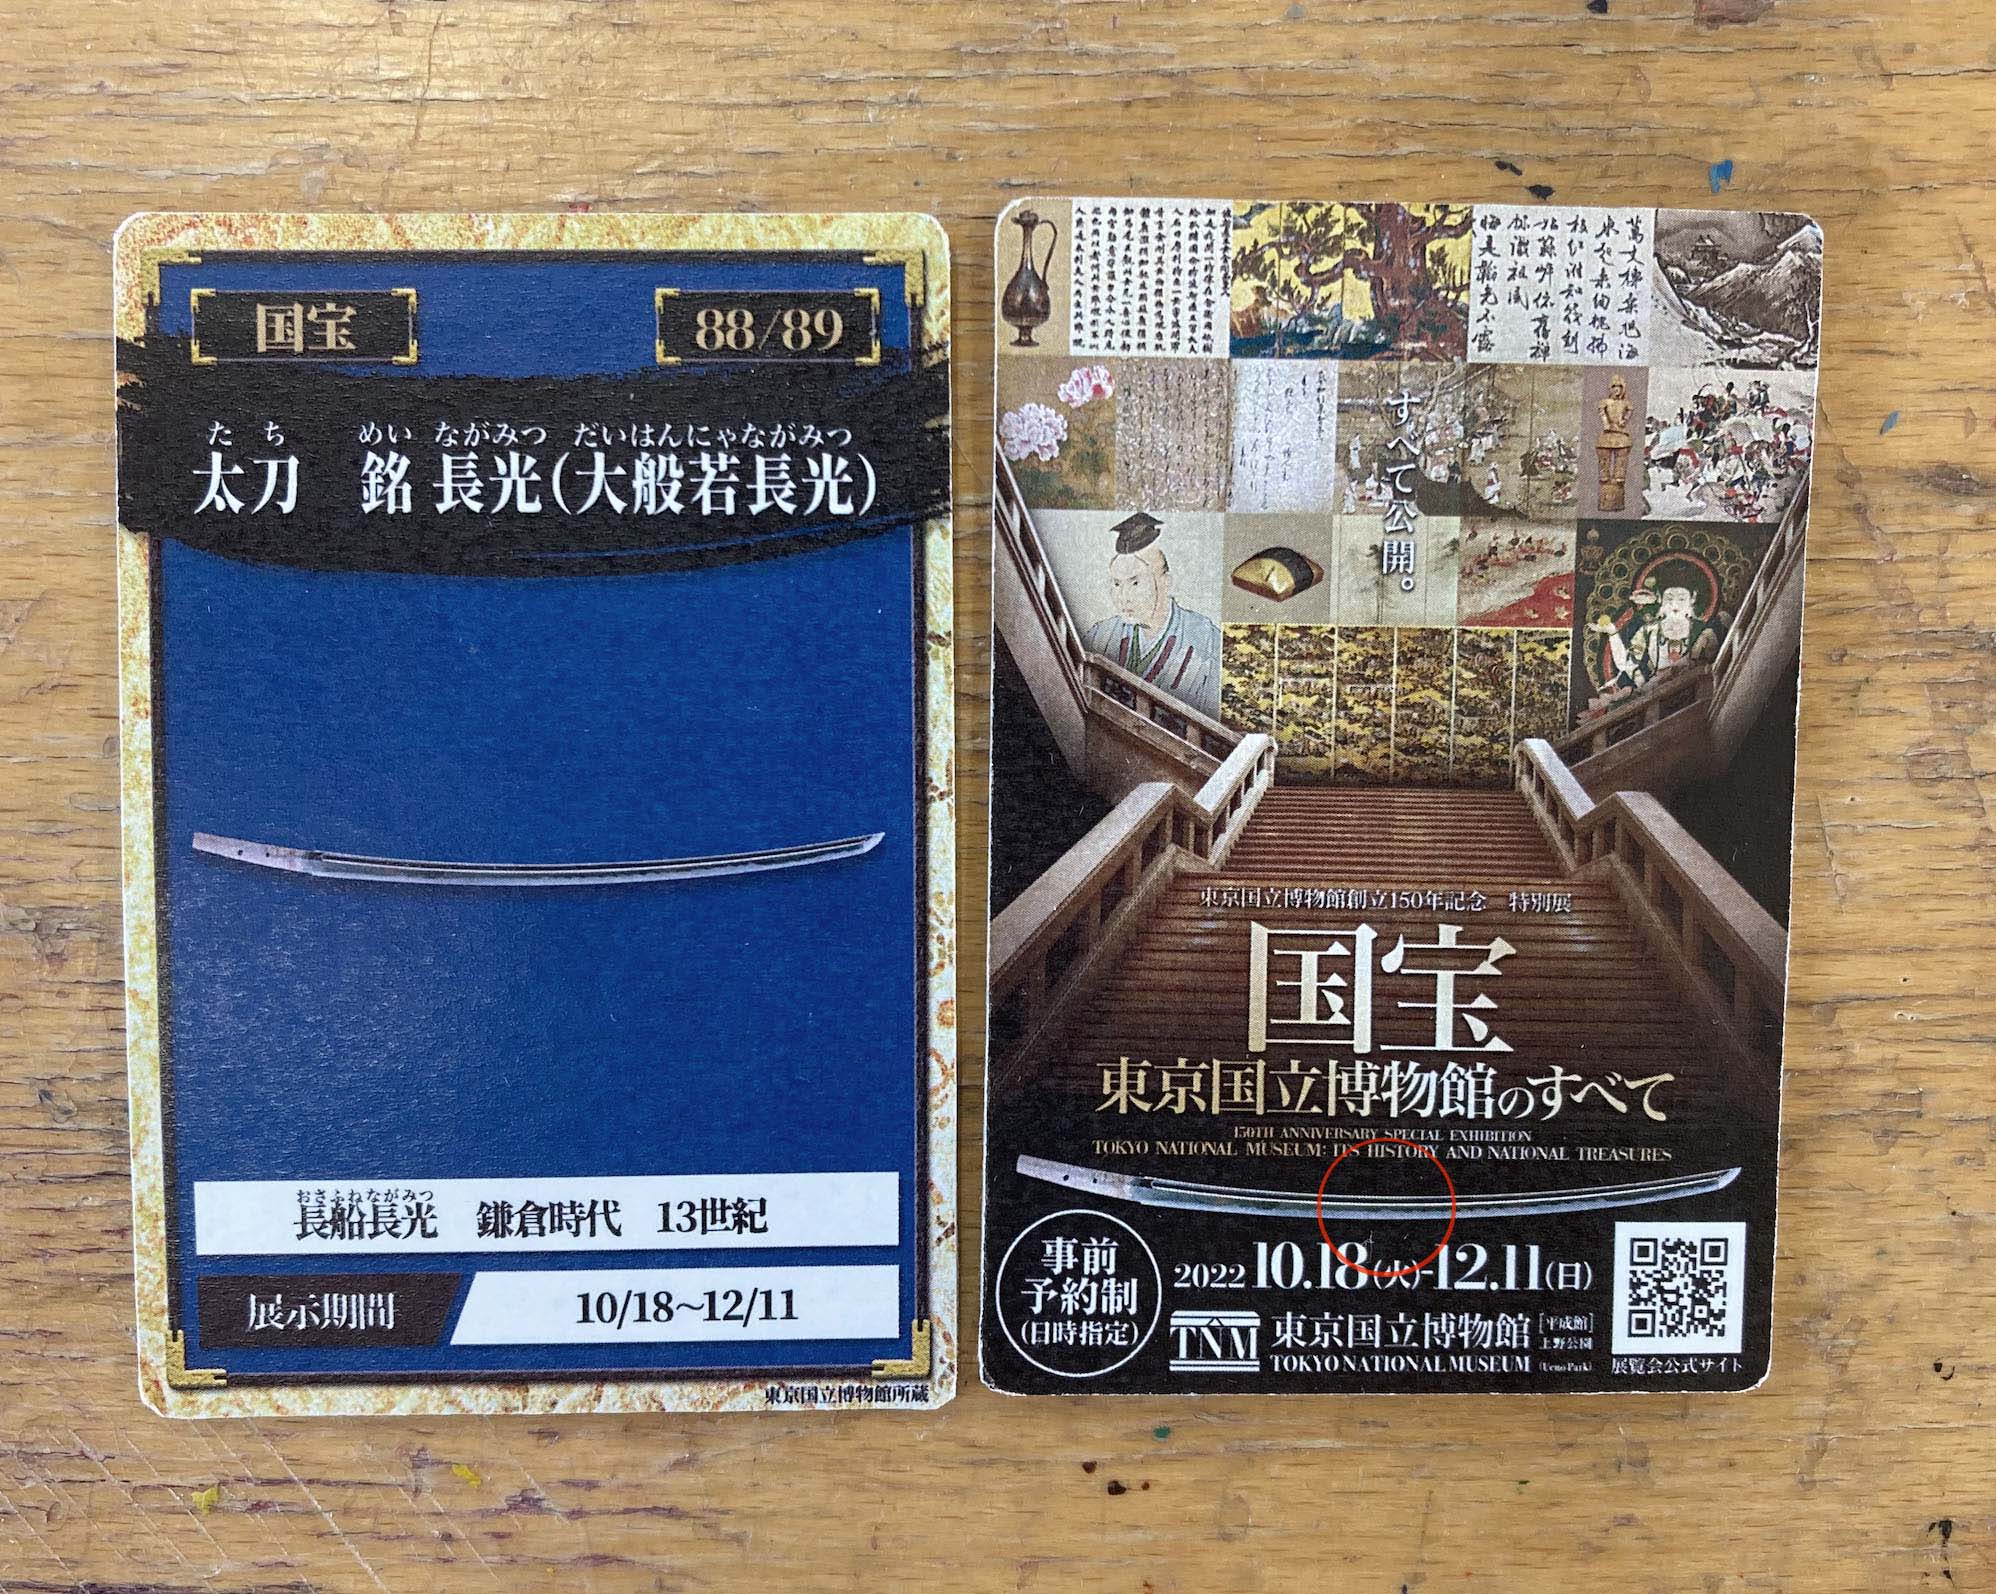 国宝
88/89
たち めい ながみつ だいはんにゃながみつ
太刀 銘 長光(大般若長光)
おさふねながみつ
長船長光 鎌倉時代 13世紀
展示期間
10/18~12/11
東京国立博物館所蔵
すべて公開。
東京国立博物館創立150年記念 特別展
国宝
東京国立博物館のすべて
150TH ANNIVERSARY SPECIAL EXHIBITION
TOKYO NATIONAL MUSEUM: ITS HISTORY AND NATIONAL TREASURES
事前
予約制
(日時指定)
2022 10.18(火)-12.11(日)
TNM
東京国立博物館
[平成館]
上野公園
TOKYO NATIONAL MUSEUM
(Ueno Park)
展覧会公式サイト